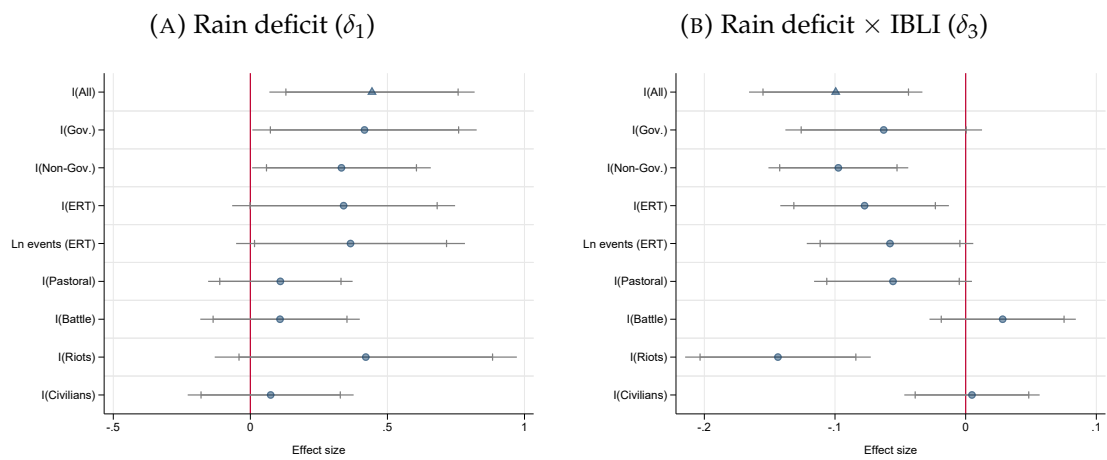 (A) Rain deficit (δ₁)
I(All)
I(Gov.)
I(Non-Gov.)
I(ERT)
Ln events (ERT)
I(Pastoral)
I(Battle)
I(Riots)
I(Civilians)
-.5 0 .5 1
Effect size
(B) Rain deficit × IBLI (δ₃)
I(All)
I(Gov.)
I(Non-Gov.)
I(ERT)
Ln events (ERT)
I(Pastoral)
I(Battle)
I(Riots)
I(Civilians)
-.2 -.1 0 .1
Effect size